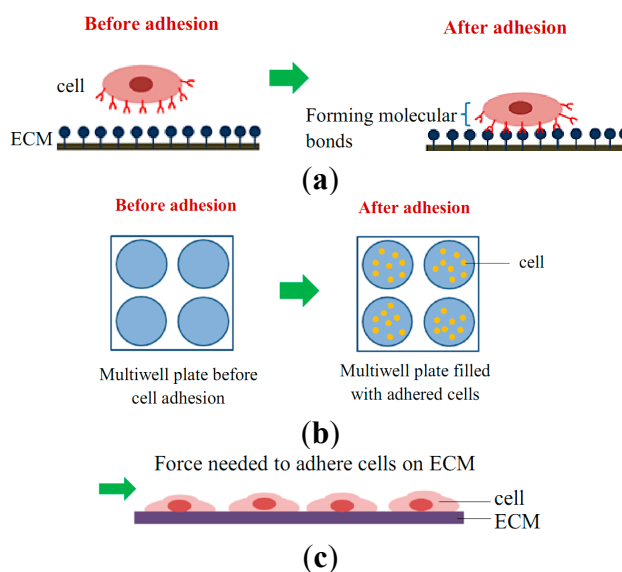 Before adhesion
After adhesion
cell
Forming molecular
bonds
ECM
(a)
Before adhesion
After adhesion
cell
Multiwell plate before
cell adhesion
Multiwell plate filled
with adhered cells
(b)
Force needed to adhere cells on ECM
cell
ECM
(c)